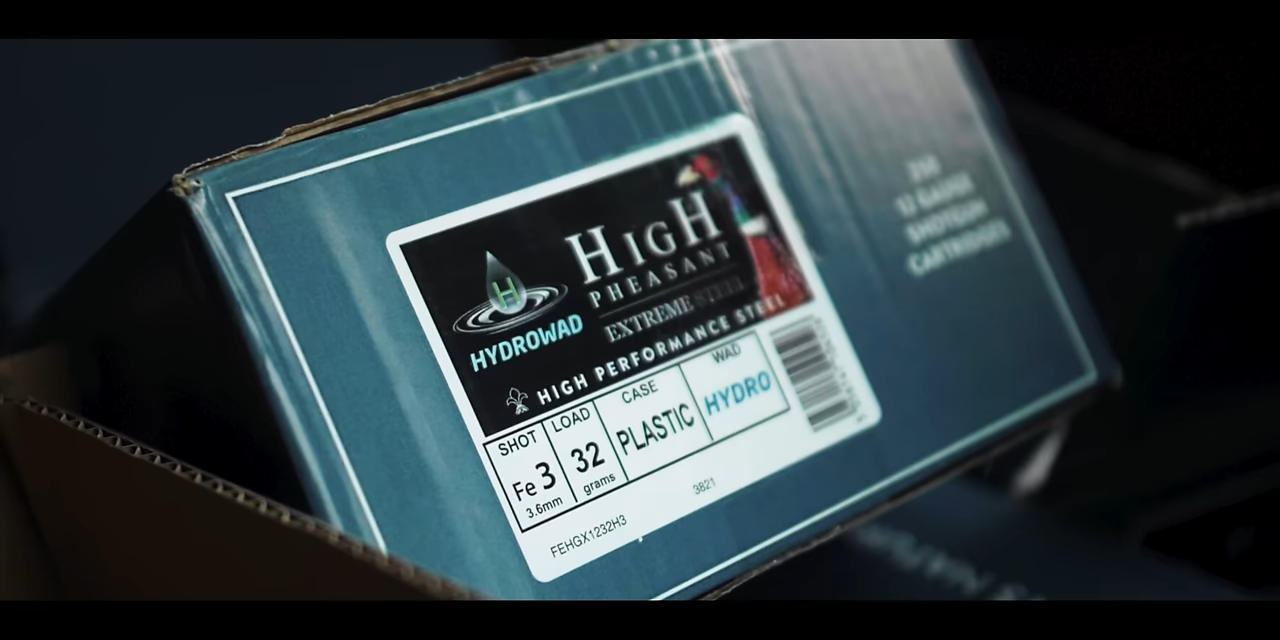 HIGH
PHEASANT
EXTREME STEEL
H
HYDROWAD
HIGH PERFORMANCE STEEL
SHOT
Fe 3
3.6mm
LOAD
32
grams
CASE
PLASTIC
WAD
HYDRO
FEHGX1232H3
3821
250
12 GAUGE
SHOTGUN
CARTRIDGES